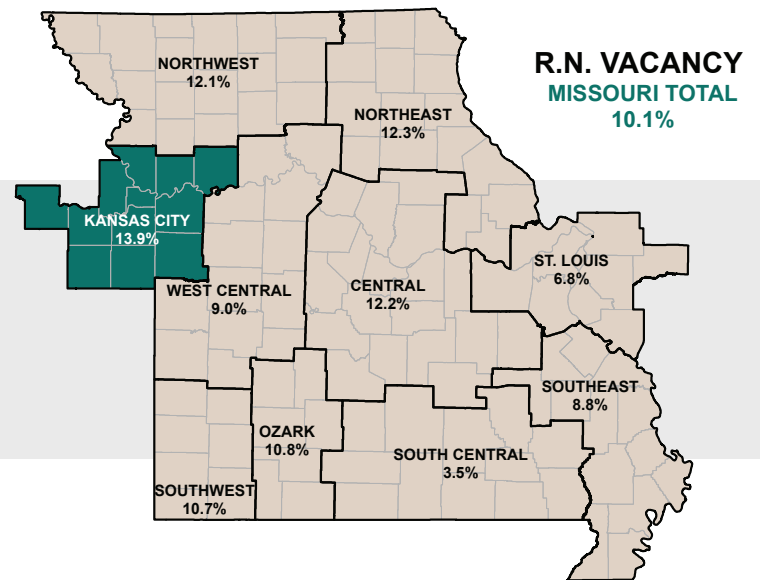 R.N. VACANCY
MISSOURI TOTAL
10.1%
NORTHWEST
12.1%
NORTHEAST
12.3%
KANSAS CITY
13.9%
ST. LOUIS
6.8%
WEST CENTRAL
9.0%
CENTRAL
12.2%
SOUTHEAST
8.8%
OZARK
10.8%
SOUTH CENTRAL
3.5%
SOUTHWEST
10.7%